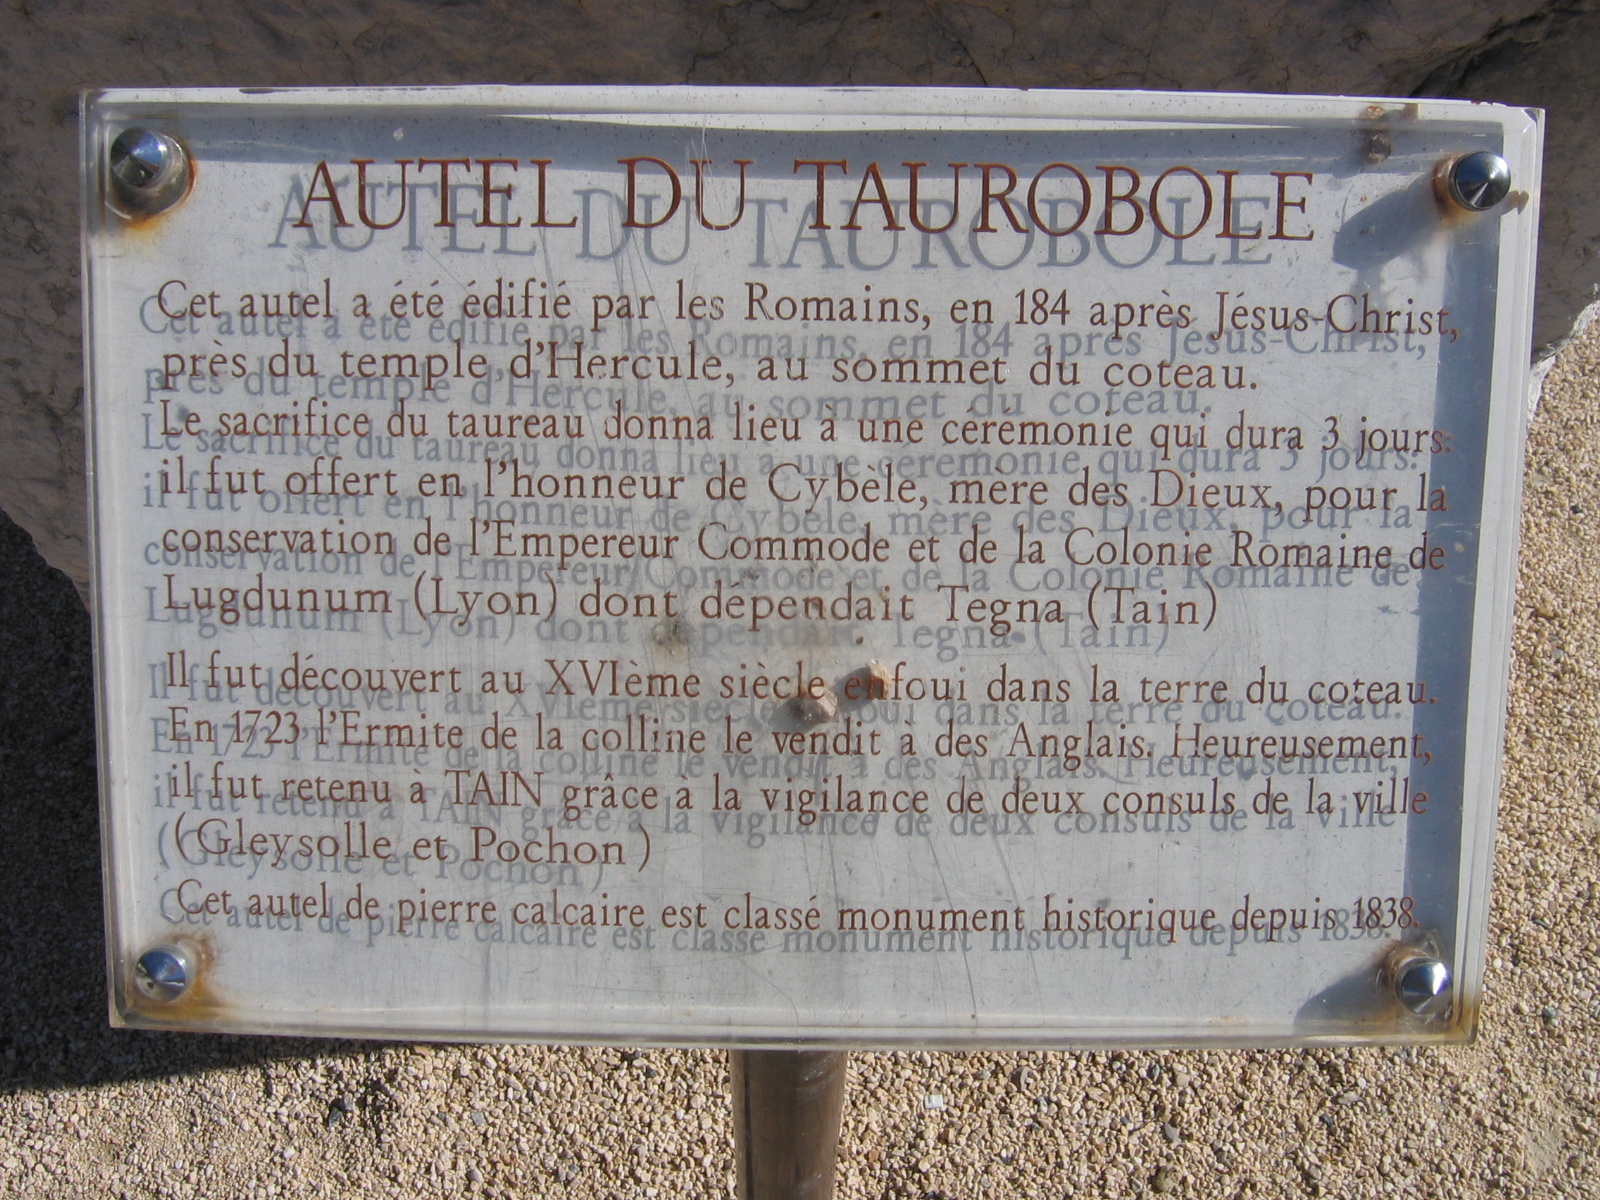 AUTEL DU TAUROBOLE
Cet autel a été édifié par les Romains, en 184 après Jésus-Christ,
près du temple d'Hercule, au sommet du coteau.
Le sacrifice du taureau donna lieu à une cérémonie qui dura 3 jours:
il fut offert en l'honneur de Cybèle, mère des Dieux, pour la
conservation de l'Empereur Commode et de la Colonie Romaine de
Lugdunum (Lyon) dont dépendait Tegna (Tain)
Il fut découvert au XVIème siècle enfoui dans la terre du coteau.
En 1723 l'Ermite de la colline le vendit à des Anglais. Heureusement,
il fut retenu à TAIN grâce à la vigilance de deux consuls de la ville
(Gleysolle et Pochon)
Cet autel de pierre calcaire est classé monument historique depuis 1838.